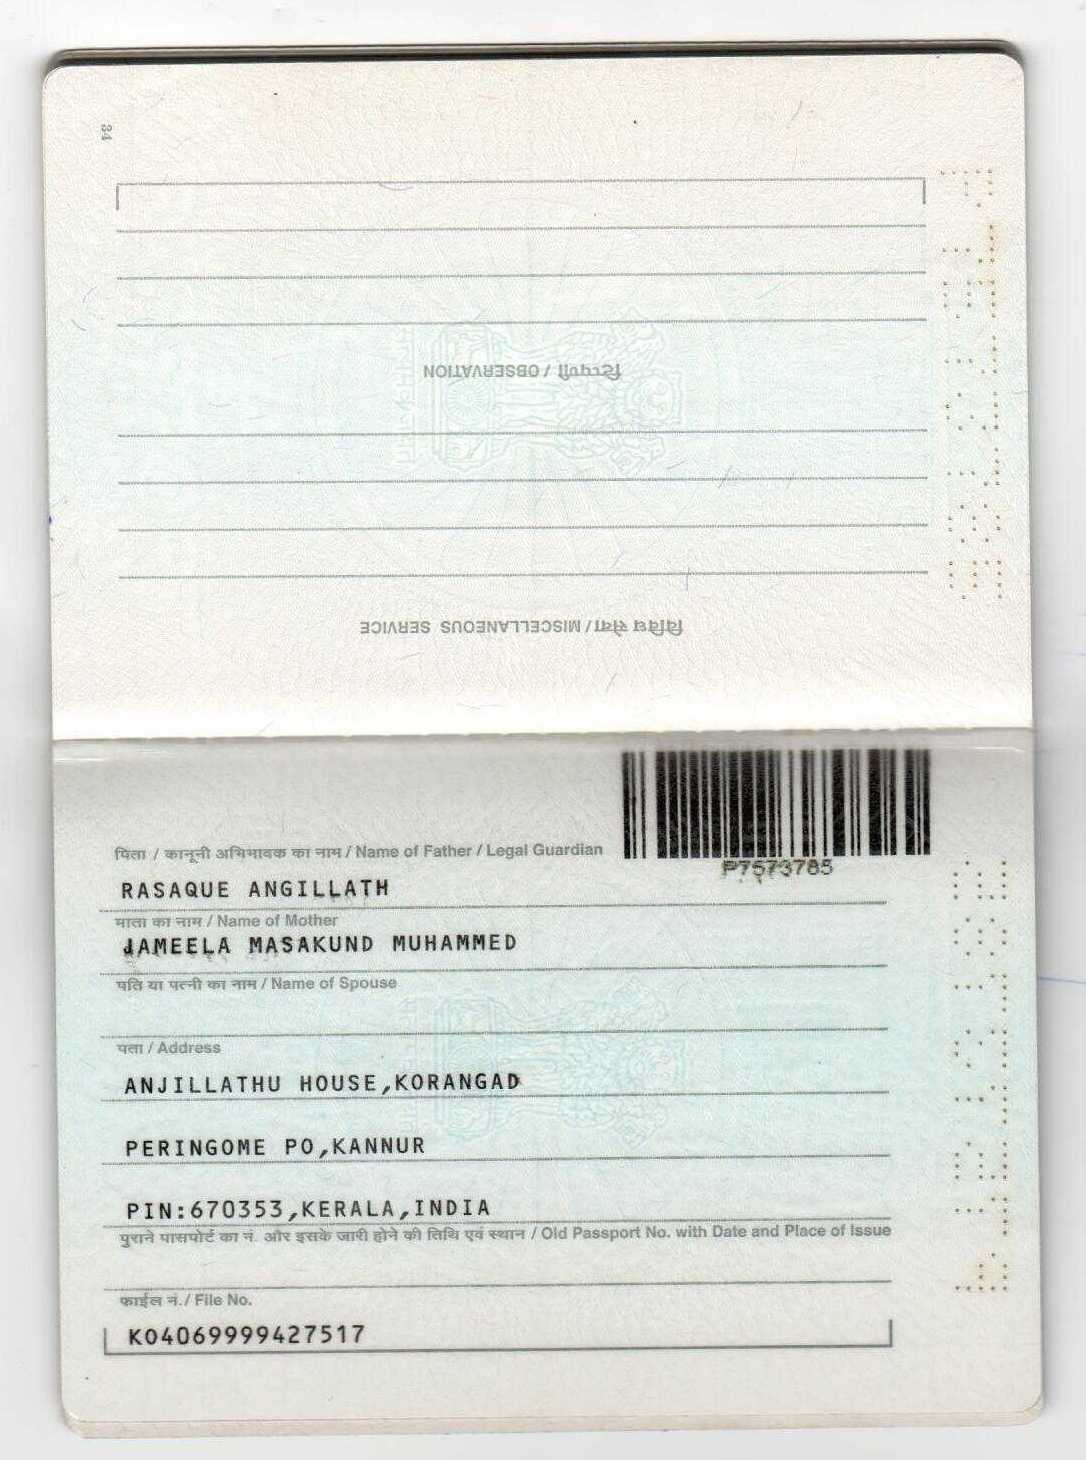 34
टिप्पणी / OBSERVATION
विविध सेवा / MISCELLANEOUS SERVICE
P7573785
पिता / कानूनी अभिभावक का नाम / Name of Father / Legal Guardian
RASAQUE ANGILLATH
माता का नाम / Name of Mother
JAMEELA MASAKUND MUHAMMED
पति या पत्नी का नाम / Name of Spouse
पता / Address
ANJILLATHU HOUSE,KORANGAD
PERINGOME PO,KANNUR
PIN:670353,KERALA,INDIA
पुराने पासपोर्ट का नं. और इसके जारी होने की तिथि एवं स्थान / Old Passport No. with Date and Place of Issue
फाईल नं./ File No.
KO4069999427517